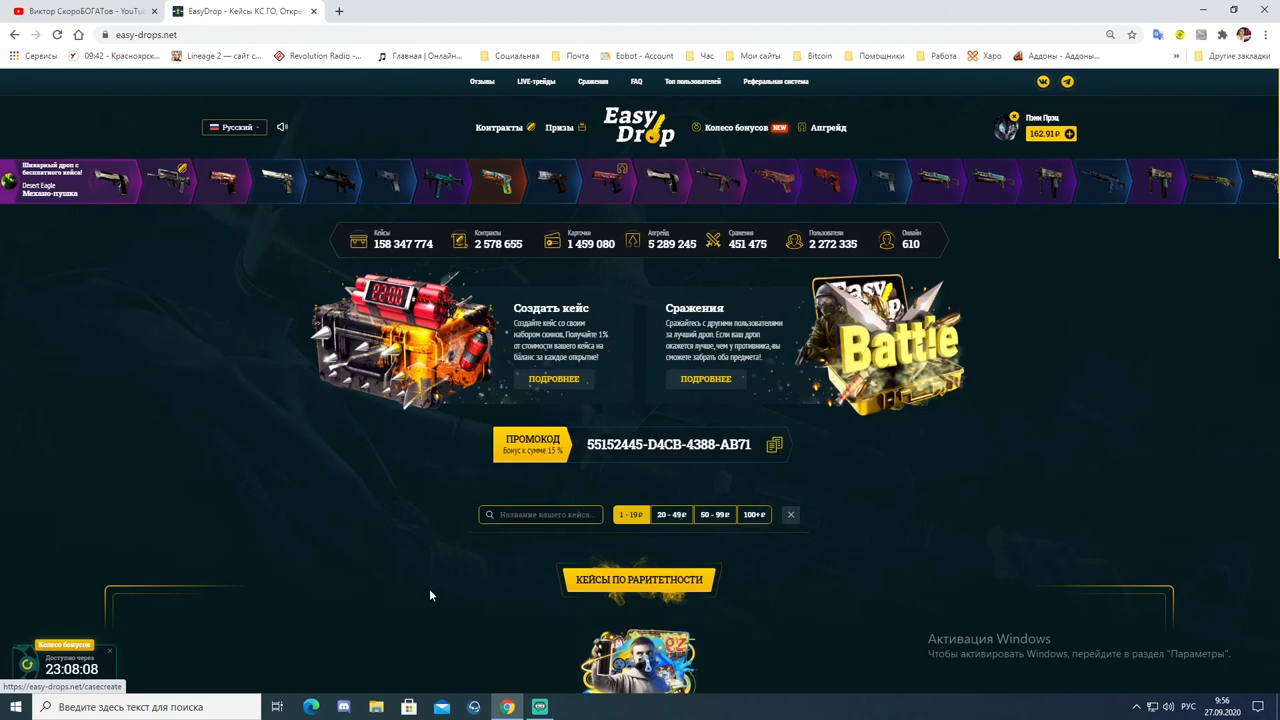 Виктор СкороБОГАТов - YouTub
EasyDrop - Кейсы КС ГО, Откры
easy-drops.net
Сервисы
09:42 - Красноярск...
Lineage 2 — сайт с...
Revolution Radio -...
Главная | Онлайн...
Социальная
Почта
Eobot - Account
Час
Мои сайты
Bitcoin
Помощники
Работа
Харо
Аддоны - Аддоны...
»
Другие закладки
Отзывы
LIVE-трейды
Сражения
FAQ
Топ пользователей
Реферальная система
Русский
Контракты
Призы
Easy
Drop
Колесо бонусов
NEW
Апгрейд
Пэни Прэц
162.91₽
Шикарный дроп с
бесплатного кейса!
Desert Eagle
Механо-пушка
Кейсы
158 347 774
Контракты
2 578 655
Карточки
1 459 080
Апгрейд
5 289 245
Сражения
451 475
Пользователи
2 272 335
Онлайн
610
Создать кейс
Создайте кейс со своим
набором скинов, Получайте 1%
от стоимости вашего кейса на
баланс за каждое открытие!
ПОДРОБНЕЕ
Сражения
Сражайтесь с другими пользователями
за лучший дроп. Если ваш дроп
окажется лучше, чем у противника, вы
сможете забрать оба предмета!.
ПОДРОБНЕЕ
Easy
Drop
Battle
ПРОМОКОД
Бонус к сумме 15 %
55152445-D4CB-4388-AB71
Название вашего кейса...
1 - 19₽
20 - 49₽
50 - 99₽
100+₽
КЕЙСЫ ПО РАРИТЕТНОСТИ
Колесо бонусов
Доступно через
23:08:08
https://easy-drops.net/casecreate
Активация Windows
Чтобы активировать Windows, перейдите в раздел "Параметры".
Введите здесь текст для поиска
РУС
9:56
27.09.2020